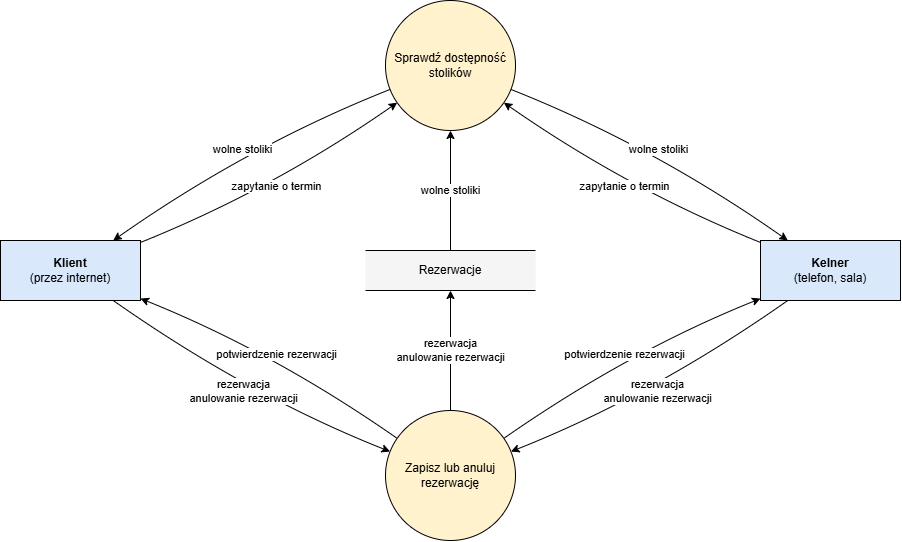 Sprawdź dostępność
stolików
wolne stoliki
wolne stoliki
zapytanie o termin
wolne stoliki
zapytanie o termin
Klient
(przez internet)
Rezerwacje
Kelner
(telefon, sala)
potwierdzenie rezerwacji
rezerwacja
anulowanie rezerwacji
potwierdzenie rezerwacji
rezerwacja
anulowanie rezerwacji
rezerwacja
anulowanie rezerwacji
Zapisz lub anuluj
rezerwację